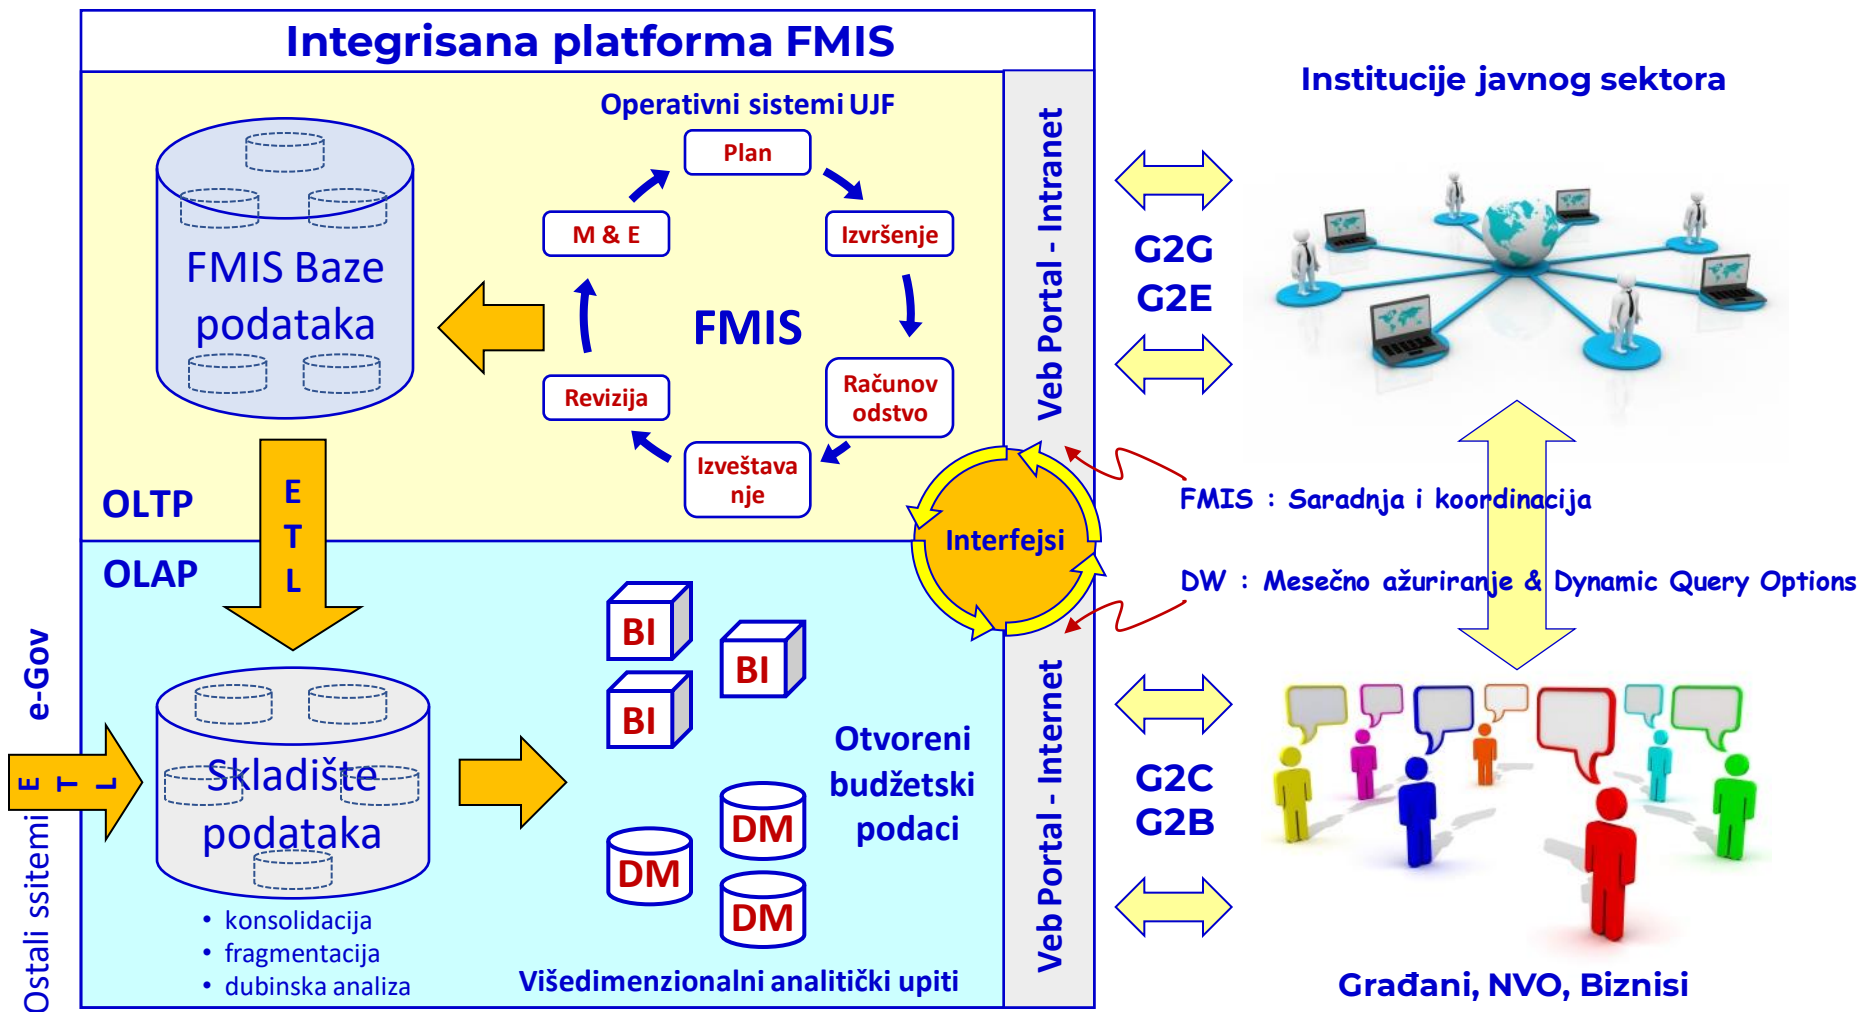 Integrisana platforma FMIS
Operativni sistemi UJF
Plan
M & E
Izvršenje
FMIS Baze
podataka
FMIS
Revizija
Računov
odstvo
Izveštava
nje
OLTP
E
T
L
Veb Portal - Intranet
Institucije javnog sektora
G2G
G2E
Interfejsi
FMIS : Saradnja i koordinacija
DW : Mesečno ažuriranje & Dynamic Query Options
OLAP
BI
BI
BI
e-Gov
E
T
L
Ostali ssitemi
Skladište
podataka
• konsolidacija
• fragmentacija
• dubinska analiza
Otvoreni
budžetski
podaci
DM
DM
DM
Višedimenzionalni analitički upiti
Veb Portal - Internet
G2C
G2B
Građani, NVO, Biznisi